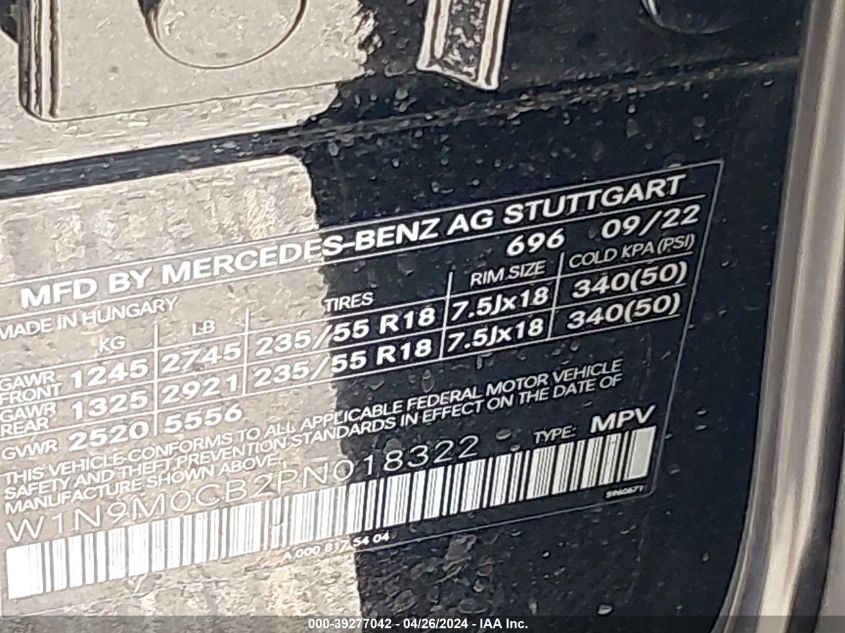 MFD BY MERCEDES-BENZ AG STUTTGART
MADE IN HUNGARY 696 09/22
KG LB TIRES RIM SIZE COLD KPA (PSI)
GAWR FRONT 1245 2745 235/55 R18 7.5Jx18 340(50)
GAWR REAR 1325 2921 235/55 R18 7.5Jx18 340(50)
GVWR 2520 5556
THIS VEHICLE CONFORMS TO ALL APPLICABLE FEDERAL MOTOR VEHICLE
SAFETY AND THEFT PREVENTION STANDARDS IN EFFECT ON THE DATE OF
MANUFACTURE SHOWN ABOVE.
W1N9M0CB2PN018322 TYPE: MPV
A 000 817 54 04
000-39277042 - 04/26/2024 - IAA Inc.